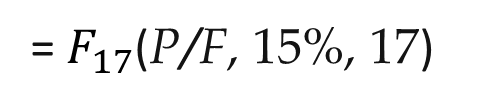 = F₁₇(P/F, 15%, 17)